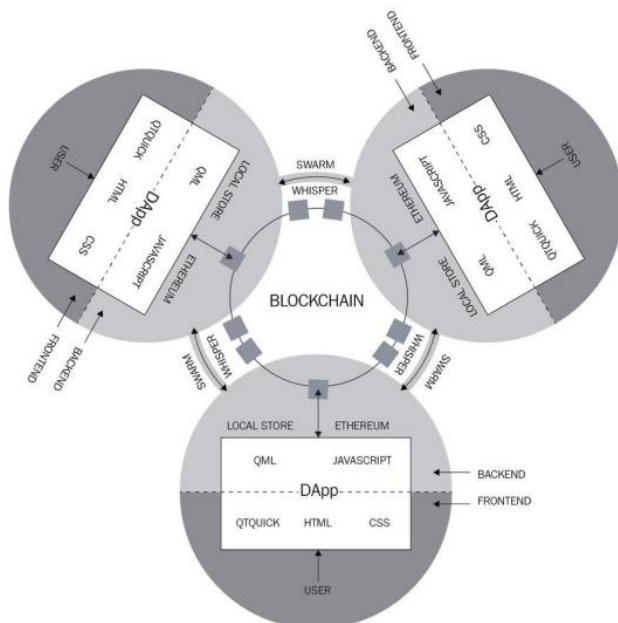 FRONTEND
BACKEND
USER
QTQUICK
HTML
CSS
DApp
QML
JAVASCRIPT
LOCAL STORE
ETHEREUM
FRONTEND
BACKEND
SWARM
WHISPER
CSS
HTML
QTQUICK
DApp
JAVASCRIPT
QML
ETHEREUM
LOCAL STORE
USER
BLOCKCHAIN
WHISPER
SWARM
WHISPER
SWARM
LOCAL STORE ETHEREUM
QML JAVASCRIPT
DApp
QTQUICK HTML CSS
BACKEND
FRONTEND
USER